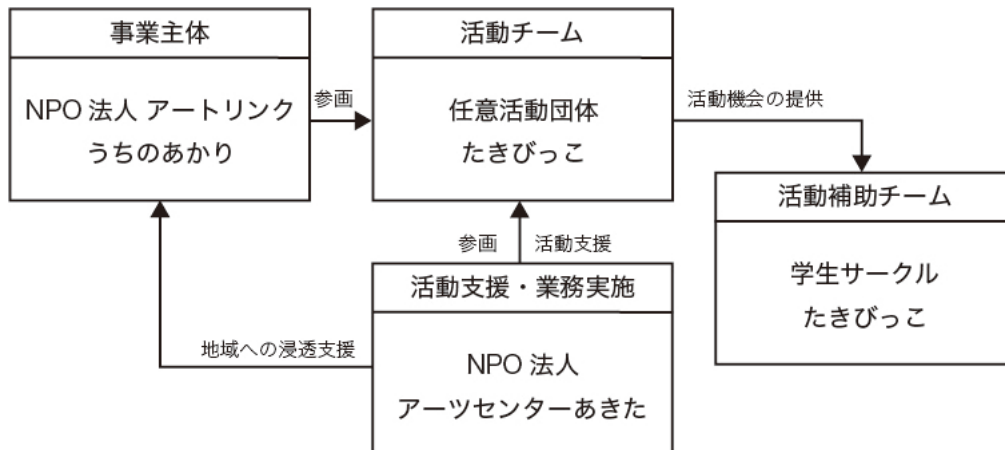 事業主体
NPO 法人 アートリンク
うちのあかり
参画
活動チーム
任意活動団体
たきびっこ
活動機会の提供
活動補助チーム
学生サークル
たきびっこ
参画 活動支援
活動支援・業務実施
NPO 法人
アーツセンターあきた
地域への浸透支援